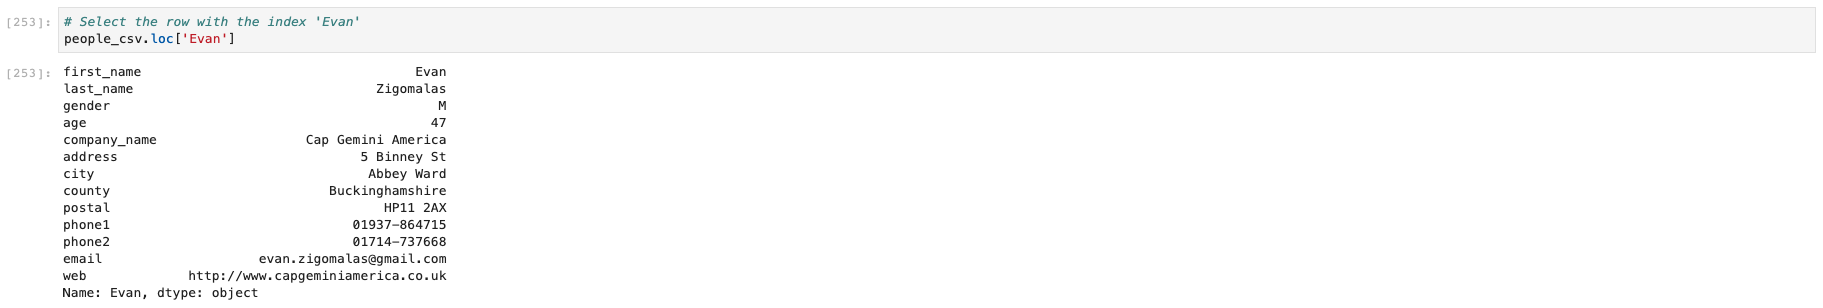 [253]: # Select the row with the index 'Evan'
people_csv.loc['Evan']
[253]: first_name Evan
last_name Zigomalas
gender M
age 47
company_name Cap Gemini America
address 5 Binney St
city Abbey Ward
county Buckinghamshire
postal HP11 2AX
phone1 01937-864715
phone2 01714-737668
email evan.zigomalas@gmail.com
web http://www.capgeminiamerica.co.uk
Name: Evan, dtype: object